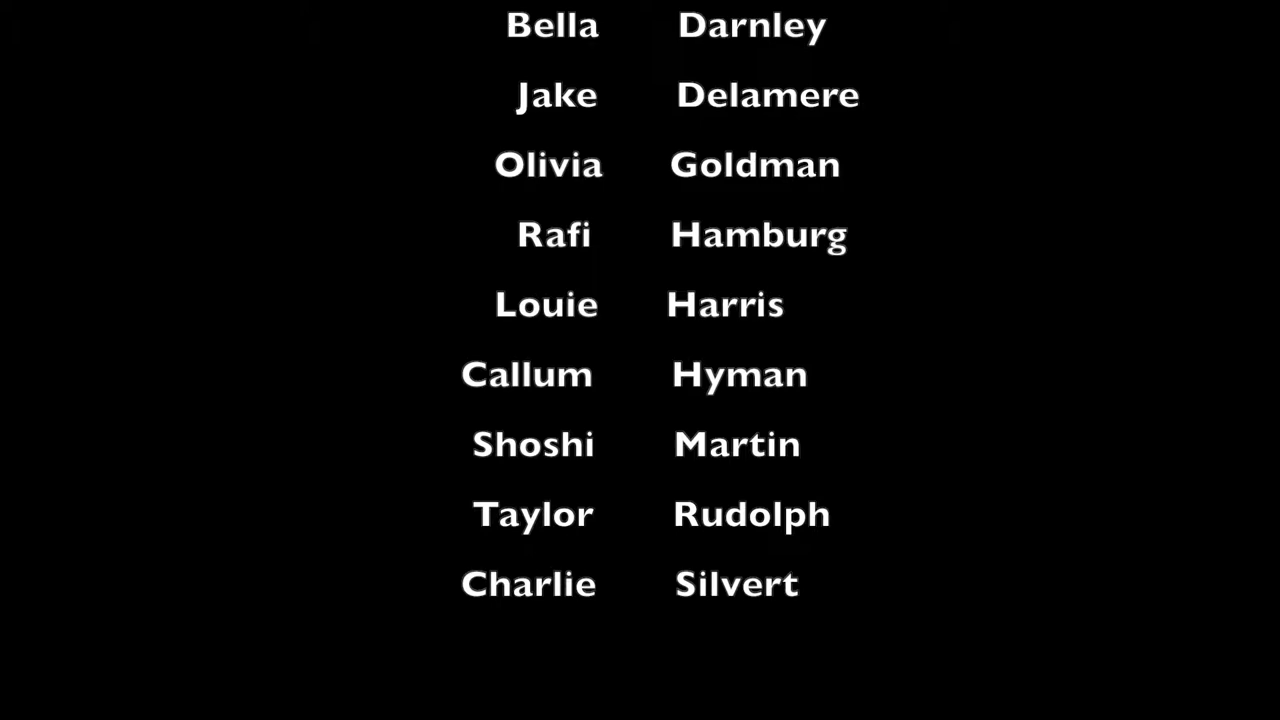 Bella Darnley
Jake Delamere
Olivia Goldman
Rafi Hamburg
Louie Harris
Callum Hyman
Shoshi Martin
Taylor Rudolph
Charlie Silvert